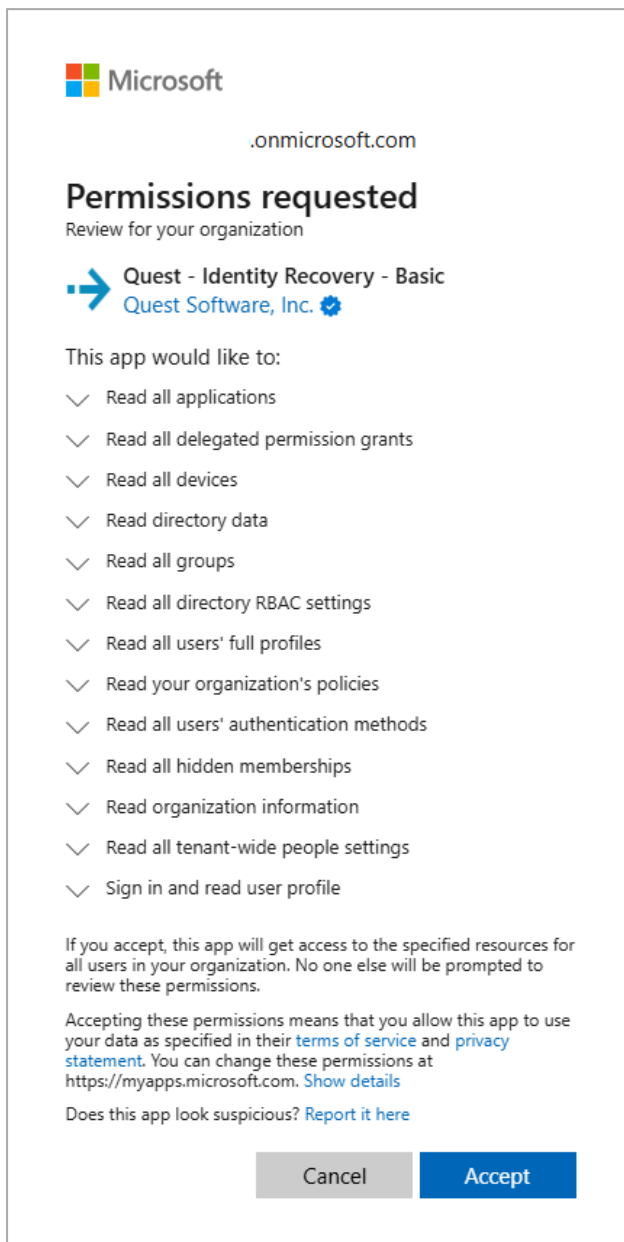 Microsoft
.onmicrosoft.com
Permissions requested
Review for your organization
Quest - Identity Recovery - Basic
Quest Software, Inc.
This app would like to:
Read all applications
Read all delegated permission grants
Read all devices
Read directory data
Read all groups
Read all directory RBAC settings
Read all users' full profiles
Read your organization's policies
Read all users' authentication methods
Read all hidden memberships
Read organization information
Read all tenant-wide people settings
Sign in and read user profile
If you accept, this app will get access to the specified resources for
all users in your organization. No one else will be prompted to
review these permissions.
Accepting these permissions means that you allow this app to use
your data as specified in their terms of service and privacy
statement. You can change these permissions at
https://myapps.microsoft.com. Show details
Does this app look suspicious? Report it here
Cancel Accept